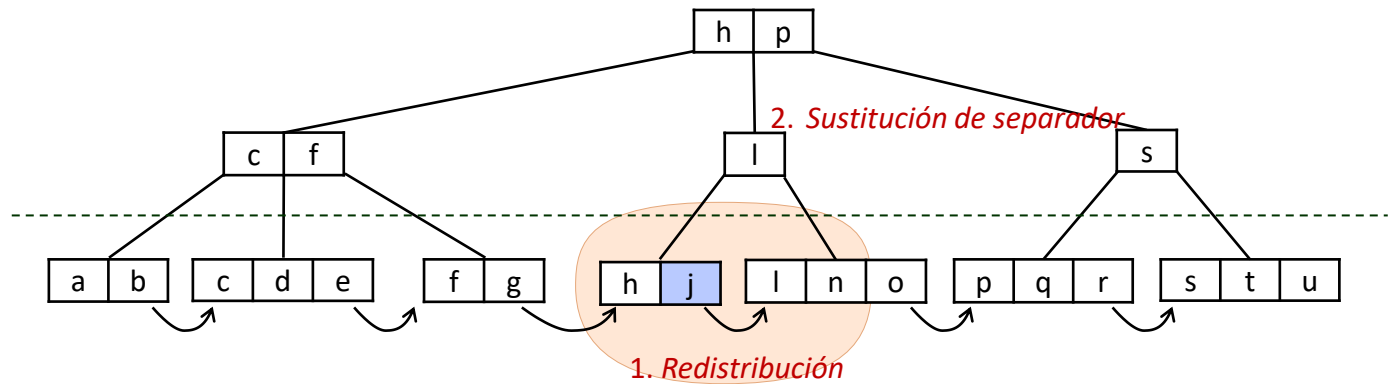 h p
2. Sustitución de separador
c f
l
s
a b
c d e
f g
h j
l n o
p q r
s t u
1. Redistribución